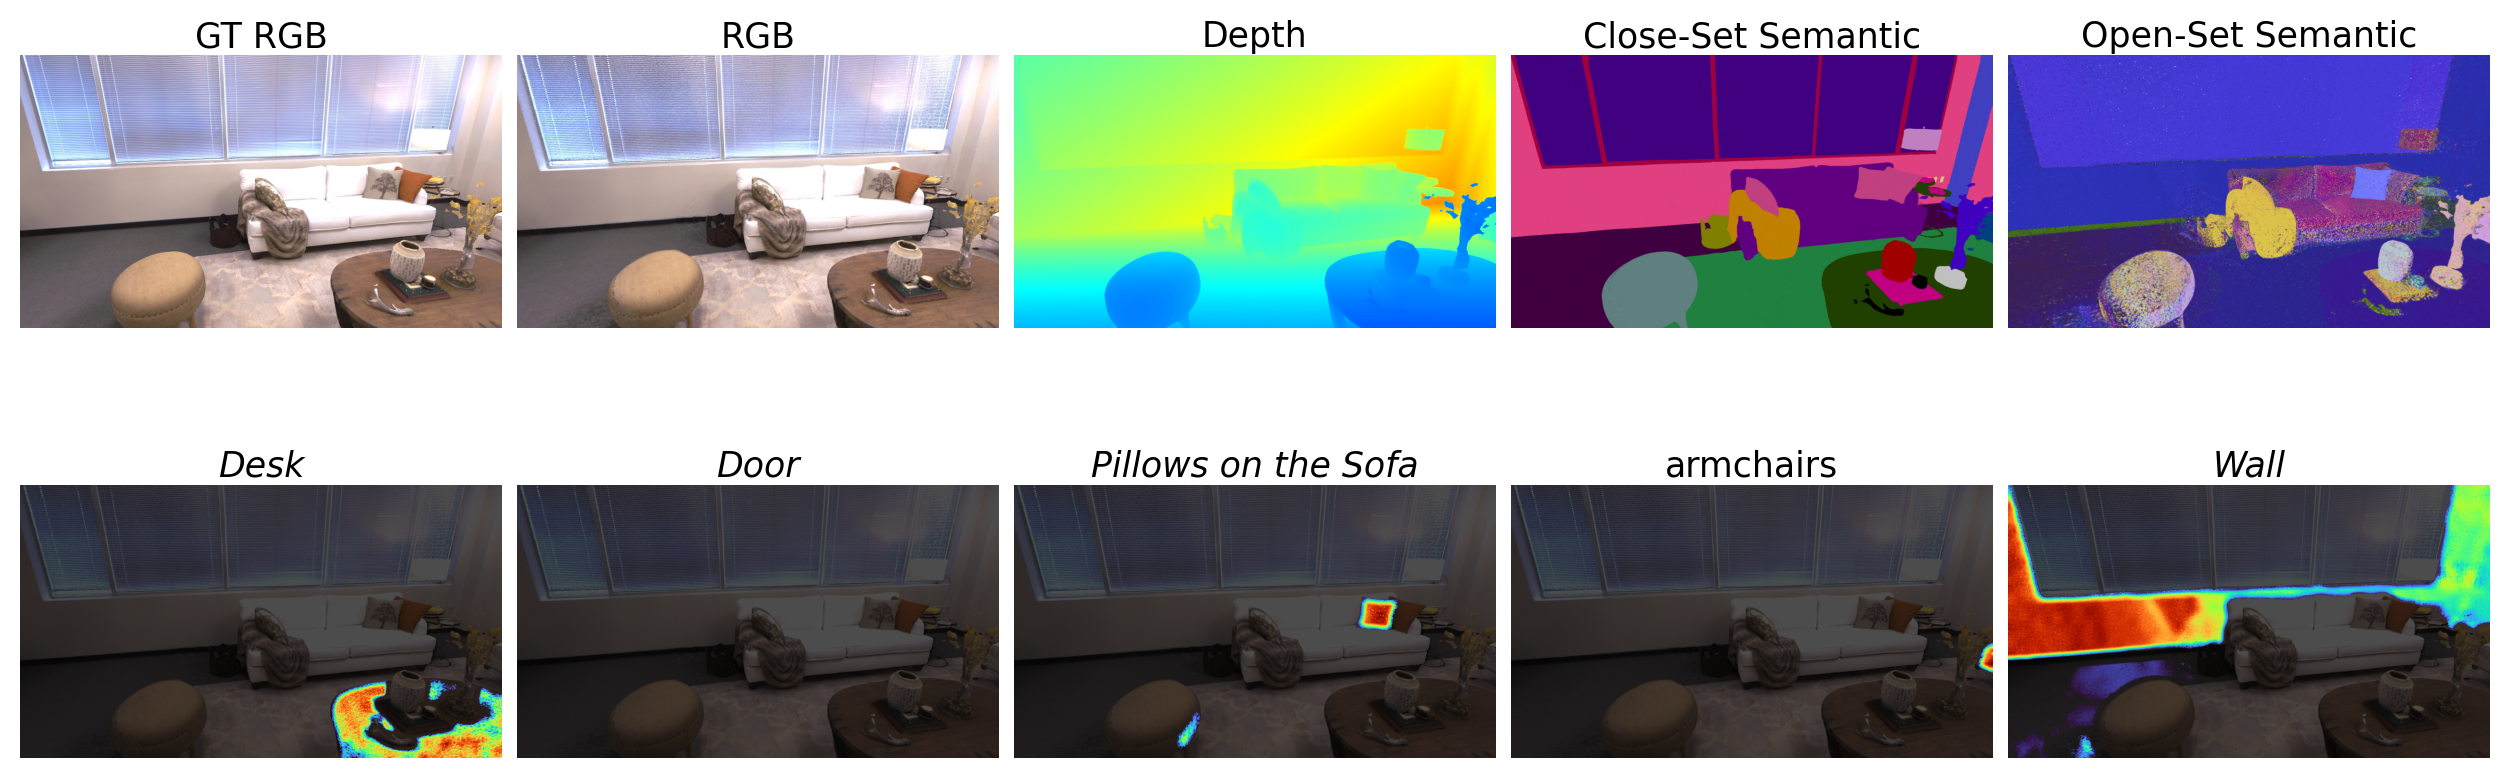 GT RGB
RGB
Depth
Close-Set Semantic
Open-Set Semantic
Desk
Door
Pillows on the Sofa
armchairs
Wall